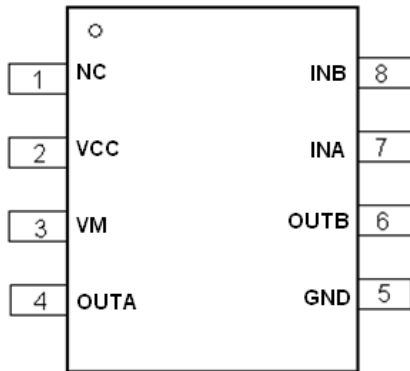 1 NC INB 8
2 VCC INA 7
3 VM OUTB 6
4 OUTA GND 5